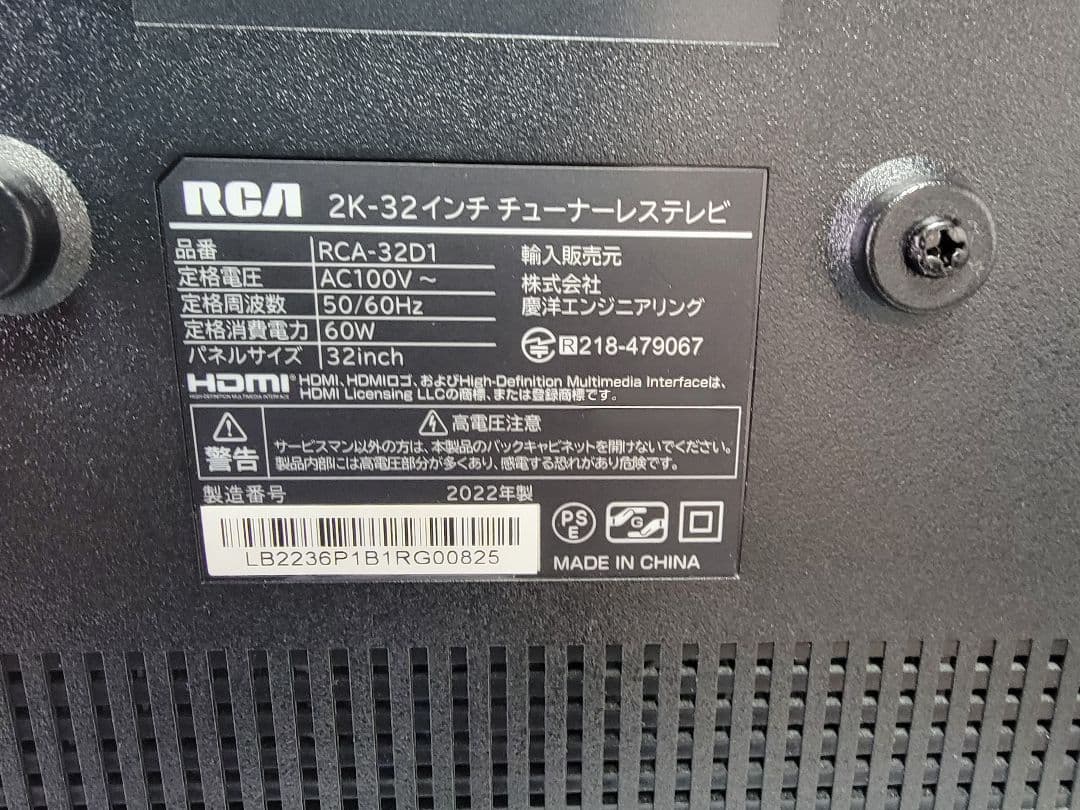 RCA 2K-32インチ チューナーレステレビ
品番 RCA-32D1
定格電圧 AC100V～
定格周波数 50/60Hz
定格消費電力 60W
パネルサイズ 32inch
輸入販売元
株式会社
慶洋エンジニアリング
R 218-479067
HDMI HDMI、HDMIロゴ、およびHigh-Definition Multimedia Interfaceは、
HIGH-DEFINITION MULTIMEDIA INTERFACE
HDMI Licensing LLCの商標、または登録商標です。
警告
高電圧注意
サービスマン以外の方は、本製品のバックキャビネットを開けないでください。
製品内部には高電圧部分が多くあり、感電する恐れがあり危険です。
製造番号 2022年製
LB2236P1B1RG00825
PSE G
MADE IN CHINA